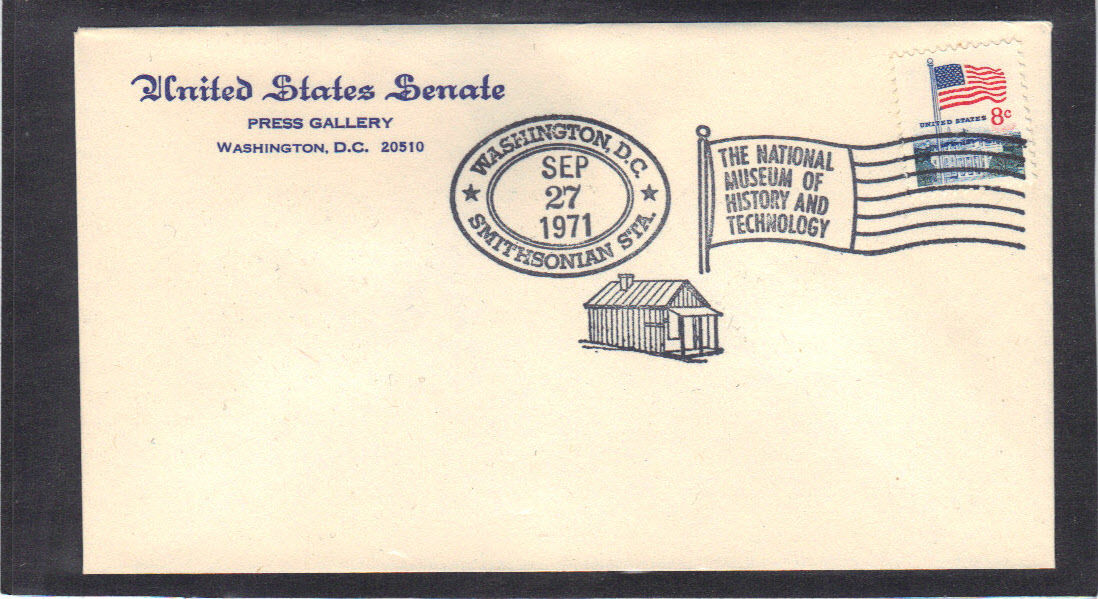 United States Senate
PRESS GALLERY
WASHINGTON, D.C. 20510
WASHINGTON, D.C.
SEP
27
1971
SMITHSONIAN STA.
THE NATIONAL
MUSEUM OF
HISTORY AND
TECHNOLOGY
UNITED STATES 8c